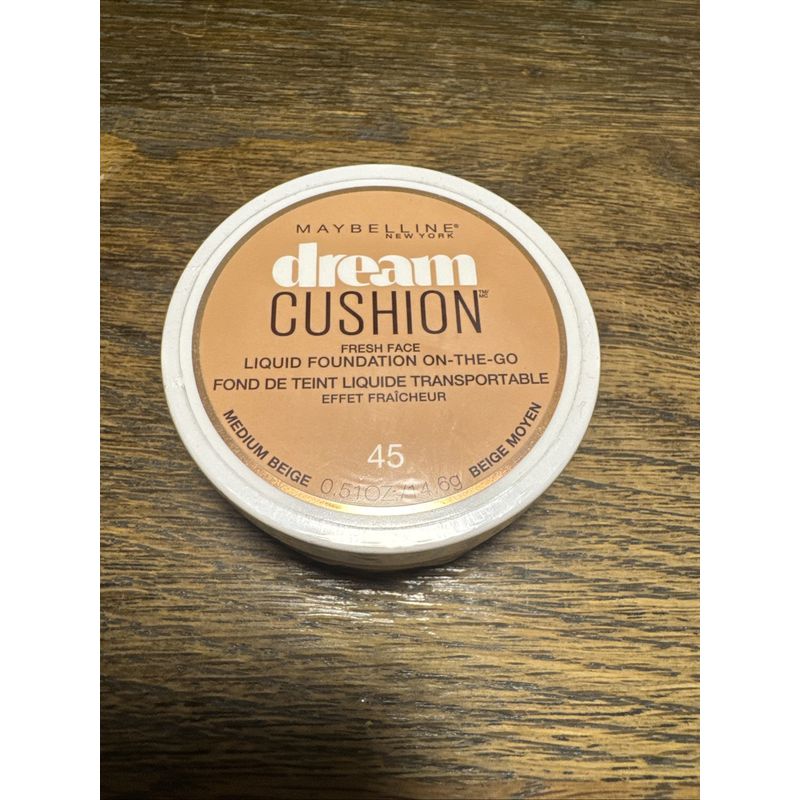 MAYBELLINE®
NEW YORK
dream
CUSHION TM/MC
FRESH FACE
LIQUID FOUNDATION ON-THE-GO
FOND DE TEINT LIQUIDE TRANSPORTABLE
EFFET FRAÎCHEUR
MEDIUM BEIGE
45
BEIGE MOYEN
0.51OZ./14.6g